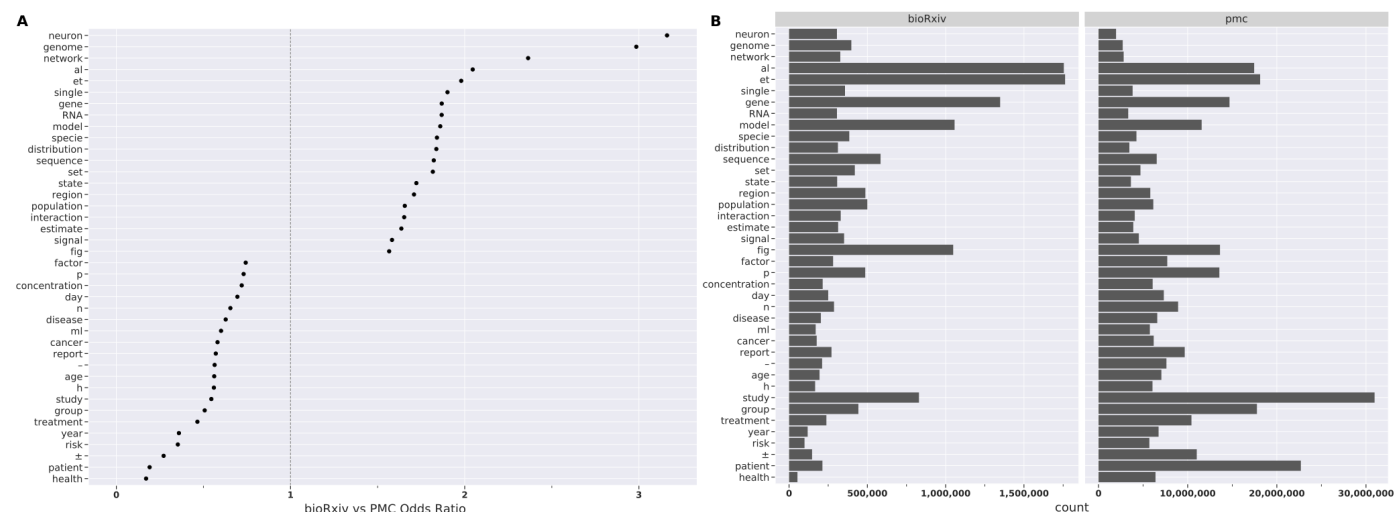 A
neuron
genome
network
al
et
single
gene
RNA
model
specie
distribution
sequence
set
state
region
population
interaction
estimate
signal
fig
factor
p
concentration
day
n
disease
ml
cancer
report
–
age
h
study
group
treatment
year
risk
±
patient
health
0 1 2 3
bioRxiv vs PMC Odds Ratio
B
bioRxiv pmc
neuron
genome
network
al
et
single
gene
RNA
model
specie
distribution
sequence
set
state
region
population
interaction
estimate
signal
fig
factor
p
concentration
day
n
disease
ml
cancer
report
–
age
h
study
group
treatment
year
risk
±
patient
health
0 500,000 1,000,000 1,500,000 0 10,000,000 20,000,000 30,000,000
count